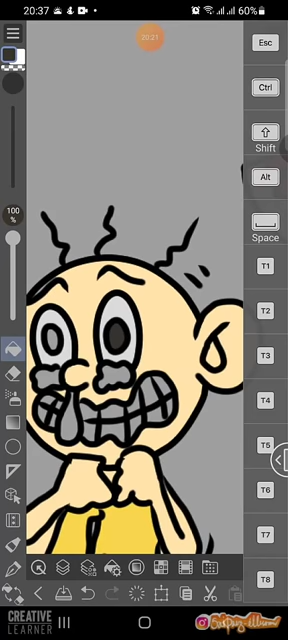 20:37
60%
20:21
Esc
Ctrl
Shift
Alt
Space
100
%
T1
T2
T3
T4
T5
T6
T7
T8
CREATIVE
LEARNER